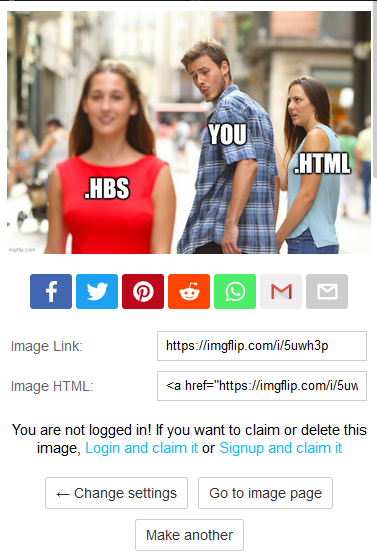 YOU
.HTML
.HBS
imgflip.com
Image Link:
https://imgflip.com/i/5uwh3p
Image HTML:
<a href="https://imgflip.com/i/5uw
You are not logged in! If you want to claim or delete this
image, Login and claim it or Signup and claim it
← Change settings
Go to image page
Make another